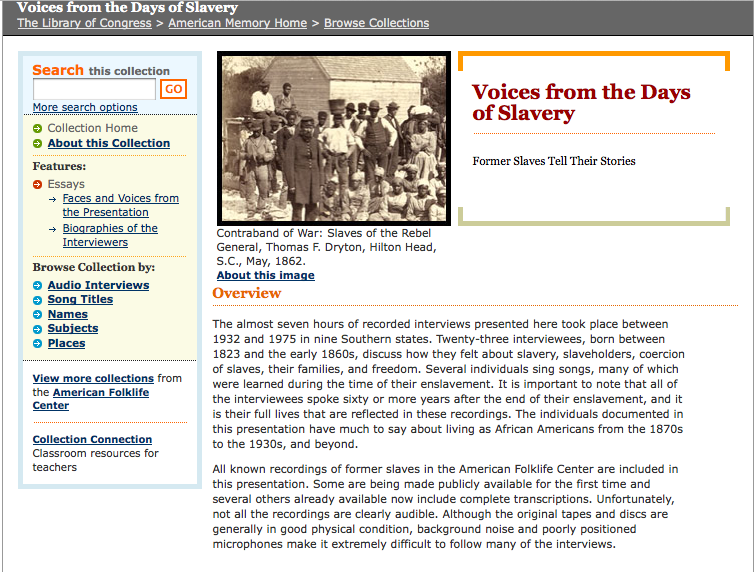 Voices from the Days of Slavery
The Library of Congress > American Memory Home > Browse Collections
Search this collection
GO
More search options
Collection Home
About this Collection
Features:
Essays
Faces and Voices from
the Presentation
Biographies of the
Interviewers
Browse Collection by:
Audio Interviews
Song Titles
Names
Subjects
Places
View more collections from
the American Folklife
Center
Collection Connection
Classroom resources for
teachers
Contraband of War: Slaves of the Rebel
General, Thomas F. Dryton, Hilton Head,
S.C., May, 1862.
About this image
Voices from the Days
of Slavery
Former Slaves Tell Their Stories
Overview
The almost seven hours of recorded interviews presented here took place between
1932 and 1975 in nine Southern states. Twenty-three interviewees, born between
1823 and the early 1860s, discuss how they felt about slavery, slaveholders, coercion
of slaves, their families, and freedom. Several individuals sing songs, many of which
were learned during the time of their enslavement. It is important to note that all of
the interviewees spoke sixty or more years after the end of their enslavement, and it
is their full lives that are reflected in these recordings. The individuals documented in
this presentation have much to say about living as African Americans from the 1870s
to the 1930s, and beyond.
All known recordings of former slaves in the American Folklife Center are included in
this presentation. Some are being made publicly available for the first time and
several others already available now include complete transcriptions. Unfortunately,
not all the recordings are clearly audible. Although the original tapes and discs are
generally in good physical condition, background noise and poorly positioned
microphones make it extremely difficult to follow many of the interviews.